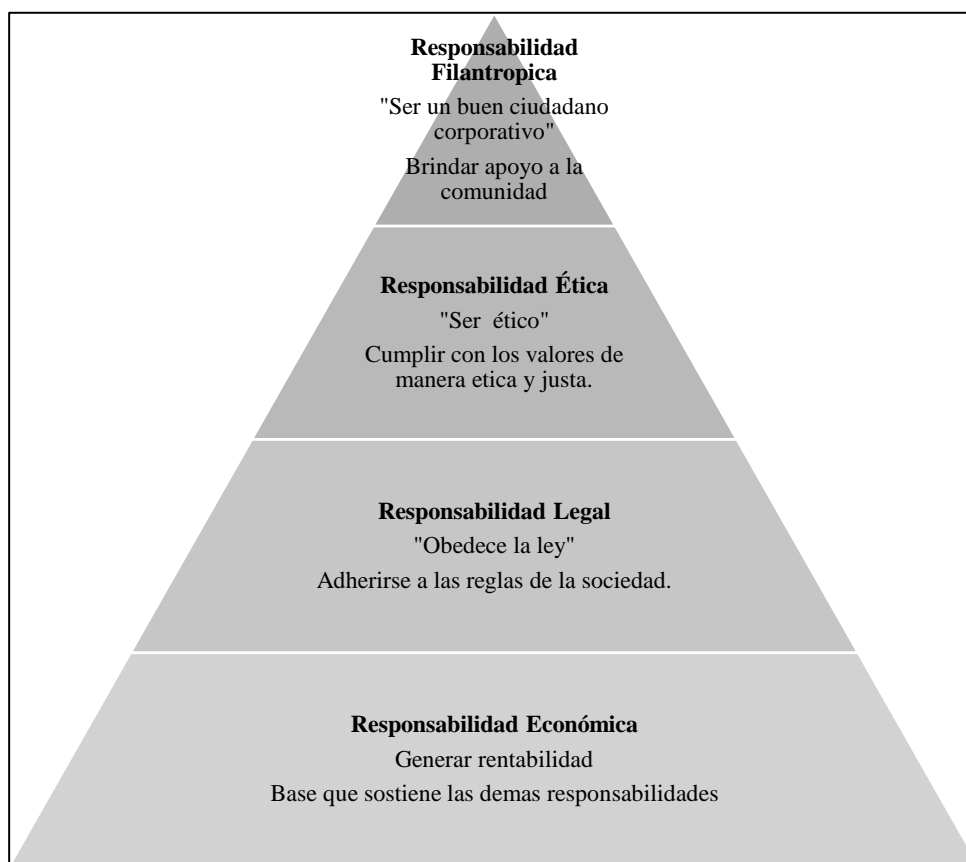 Responsabilidad
Filantropica
"Ser un buen ciudadano
corporativo"
Brindar apoyo a la
comunidad
Responsabilidad Ética
"Ser ético"
Cumplir con los valores de
manera etica y justa.
Responsabilidad Legal
"Obedece la ley"
Adherirse a las reglas de la sociedad.
Responsabilidad Económica
Generar rentabilidad
Base que sostiene las demas responsabilidades